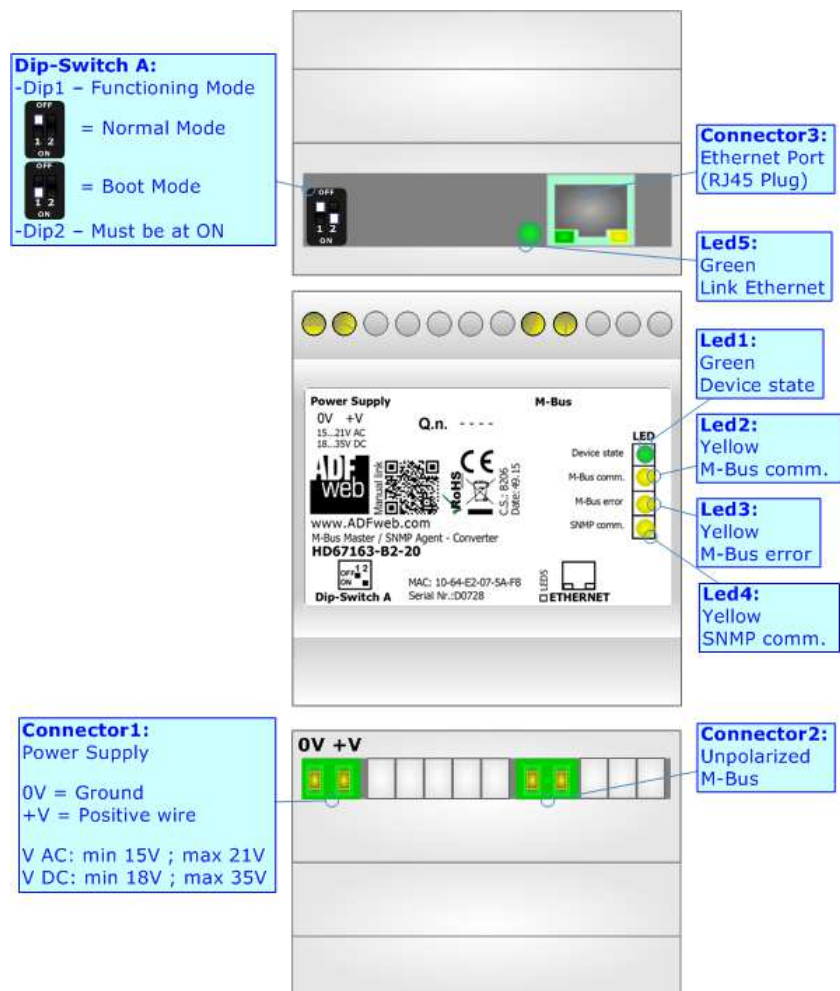 Dip-Switch A:
-Dip1 – Functioning Mode
OFF
1 2
ON
= Normal Mode
OFF
1 2
ON
= Boot Mode
-Dip2 – Must be at ON
OFF
1 2
ON
Connector3:
Ethernet Port
(RJ45 Plug)
Led5:
Green
Link Ethernet
Led1:
Green
Device state
Led2:
Yellow
M-Bus comm.
Led3:
Yellow
M-Bus error
Led4:
Yellow
SNMP comm.
Power Supply
M-Bus
0V +V
15...21V AC
18...35V DC
Q.n. - - - -
LED
Device state
M-Bus comm.
M-Bus error
SNMP comm.
ADF
web
Manual link
RoHS
CE
C.S.: B206
Date: 49.15
www.ADFweb.com
M-Bus Master / SNMP Agent - Converter
HD67163-B2-20
OFF 1 2
ON
Dip-Switch A
MAC: 10-64-E2-07-5A-FB
Serial Nr.:D0728
LED5
ETHERNET
Connector1:
Power Supply
0V = Ground
+V = Positive wire
V AC: min 15V ; max 21V
V DC: min 18V ; max 35V
0V +V
Connector2:
Unpolarized
M-Bus